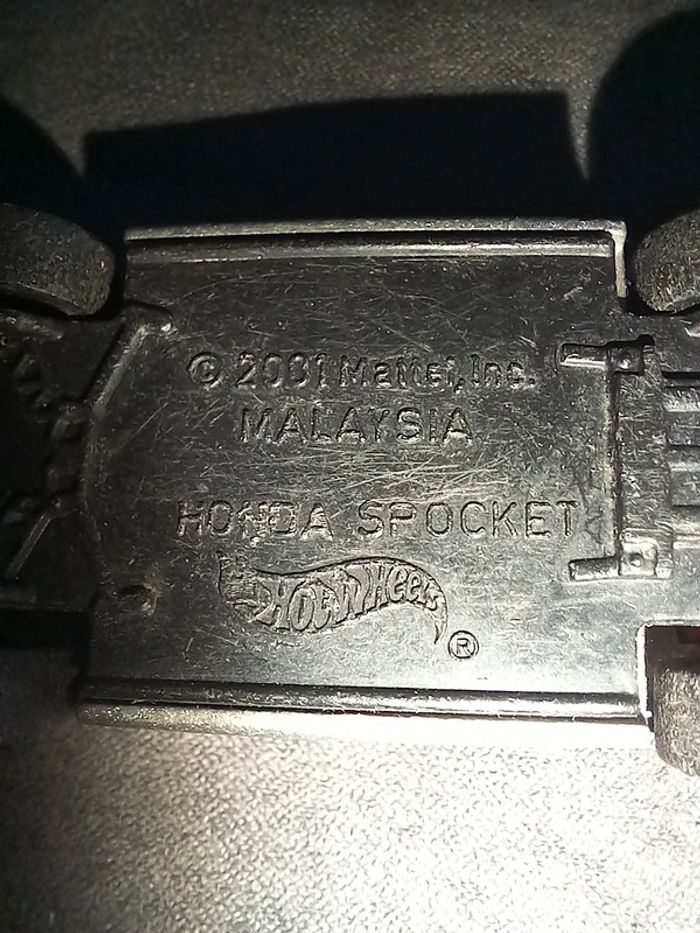 © 2001 Mattel, Inc.
MALAYSIA
HONDA SPOCKET
HOT WHEELS
®